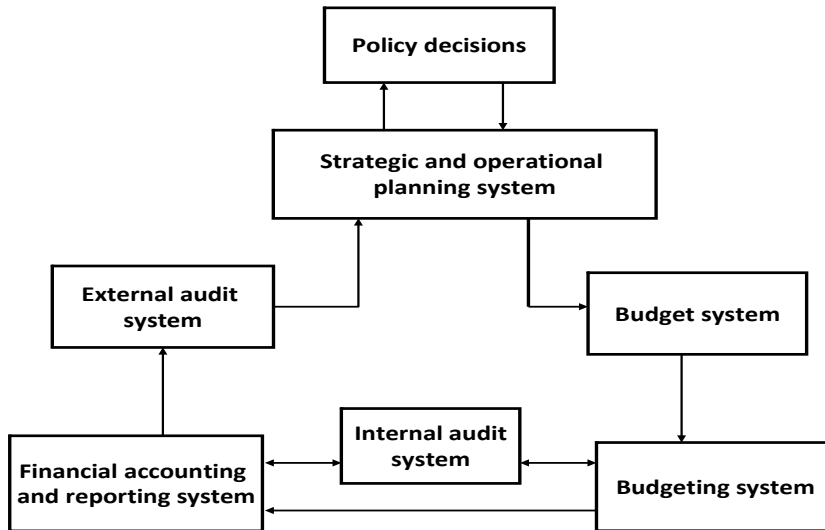 Policy decisions
Strategic and operational
planning system
External audit
system
Budget system
Internal audit
system
Financial accounting
and reporting system
Budgeting system